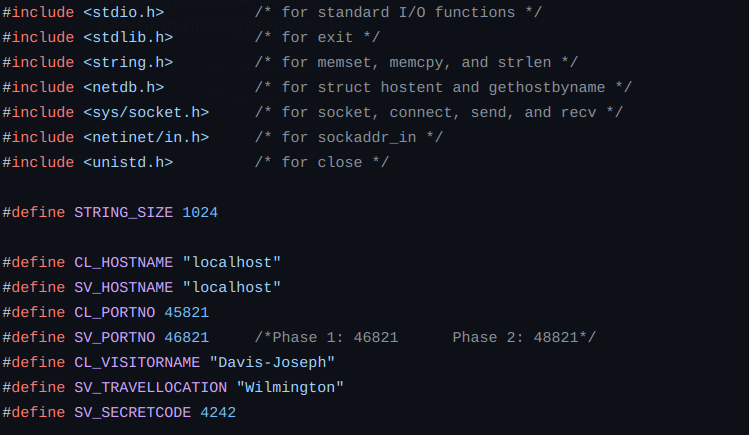 #include <stdio.h>          /* for standard I/O functions */
#include <stdlib.h>         /* for exit */
#include <string.h>         /* for memset, memcpy, and strlen */
#include <netdb.h>          /* for struct hostent and gethostbyname */
#include <sys/socket.h>     /* for socket, connect, send, and recv */
#include <netinet/in.h>     /* for sockaddr_in */
#include <unistd.h>         /* for close */

#define STRING_SIZE 1024

#define CL_HOSTNAME "localhost"
#define SV_HOSTNAME "localhost"
#define CL_PORTNO 45821
#define SV_PORTNO 46821     /*Phase 1: 46821      Phase 2: 48821*/
#define CL_VISITORNAME "Davis-Joseph"
#define SV_TRAVELLOCATION "Wilmington"
#define SV_SECRETCODE 4242